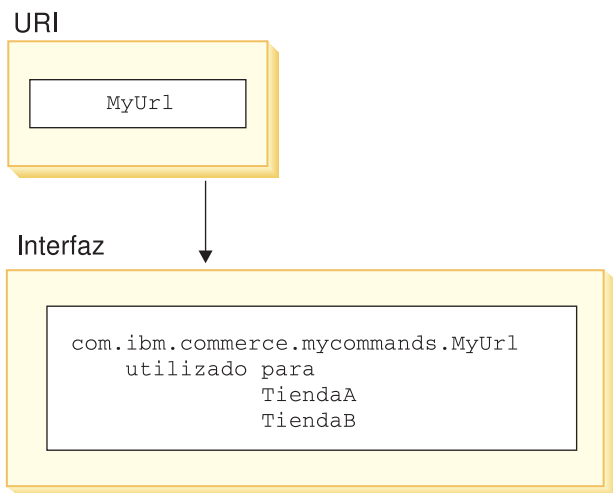 URI
MyUrl
Interfaz
com.ibm.commerce.mycommands.MyUrl
utilizado para
TiendaA
TiendaB